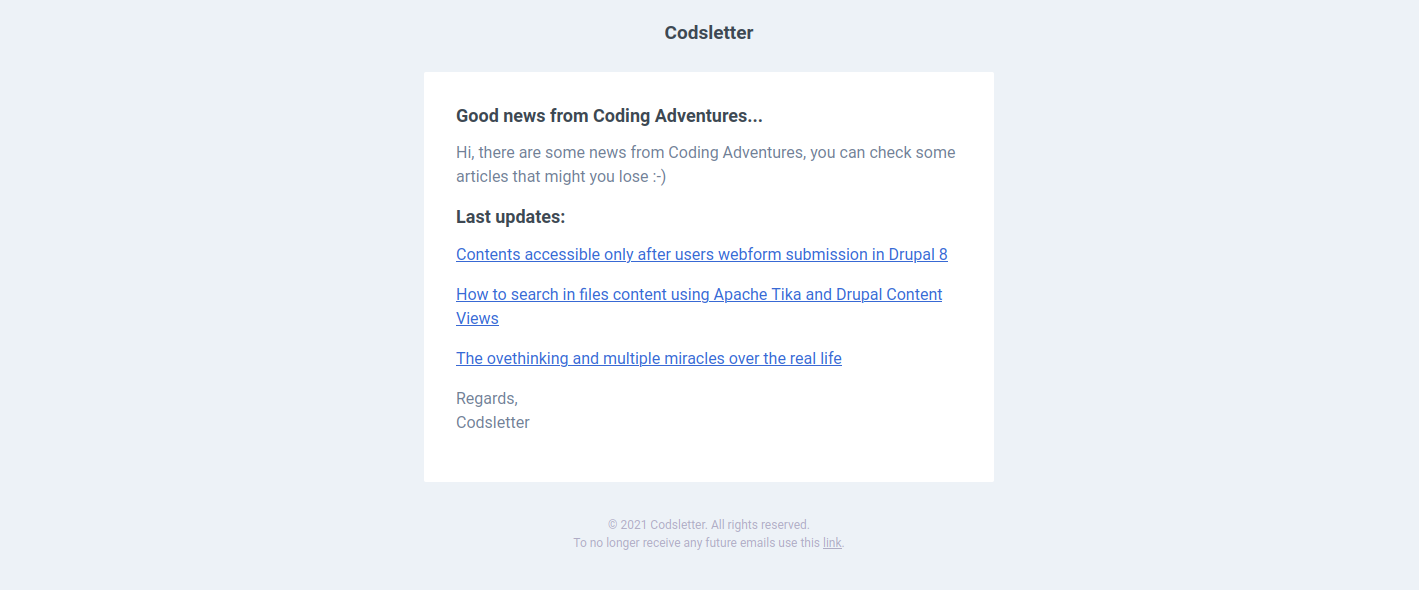 Codsletter
Good news from Coding Adventures...
Hi, there are some news from Coding Adventures, you can check some
articles that might you lose :-)
Last updates:
Contents accessible only after users webform submission in Drupal 8
How to search in files content using Apache Tika and Drupal Content
Views
The ovethinking and multiple miracles over the real life
Regards,
Codsletter
© 2021 Codsletter. All rights reserved.
To no longer receive any future emails use this link.